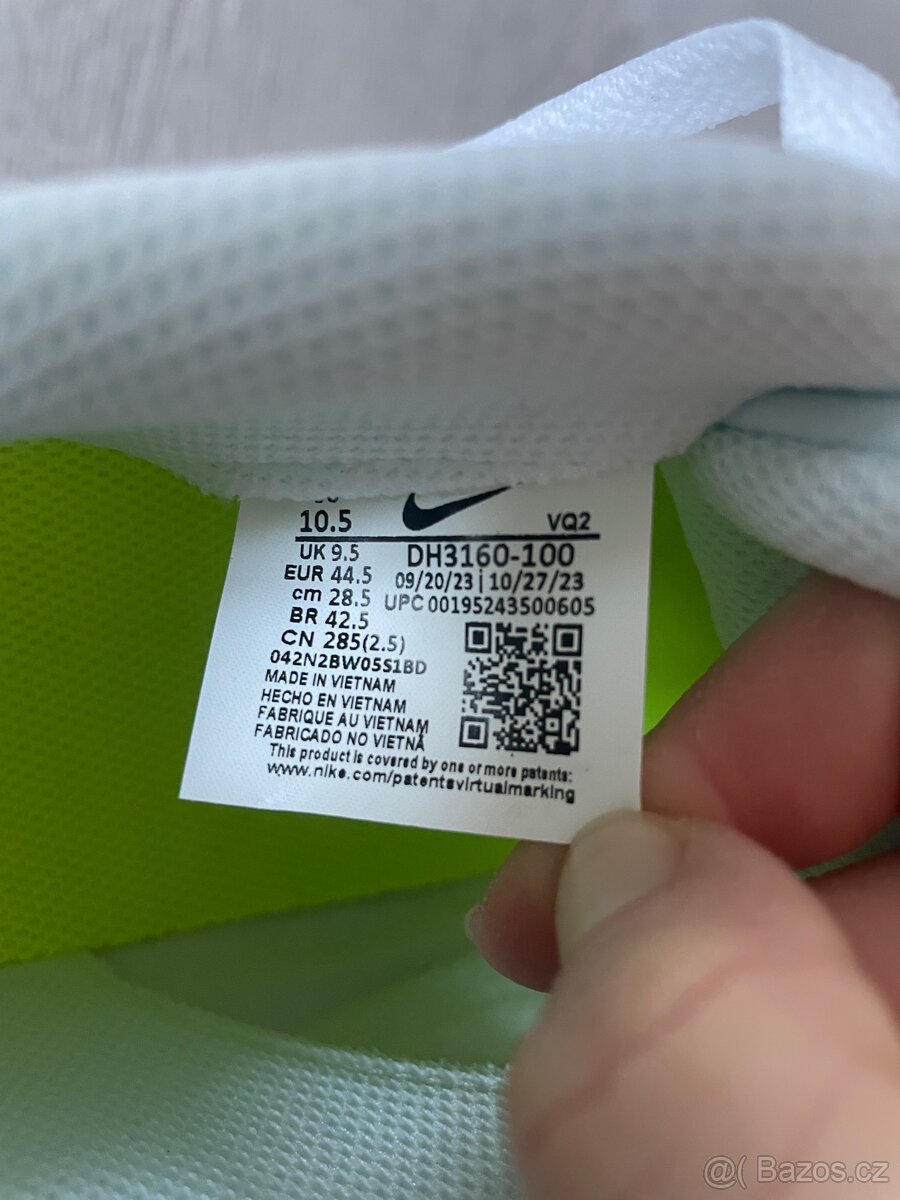 10.5
VQ2
UK 9.5
DH3160-100
EUR 44.5
09/20/23 | 10/27/23
cm 28.5
UPC 00195243500605
BR 42.5
CN 285(2.5)
042N2BW05S1BD
MADE IN VIETNAM
HECHO EN VIETNAM
FABRIQUE AU VIETNAM
FABRICADO NO VIETNÃ
This product is covered by one or more patents:
www.nike.com/patentsvirtualmarking
@( Bazos.cz